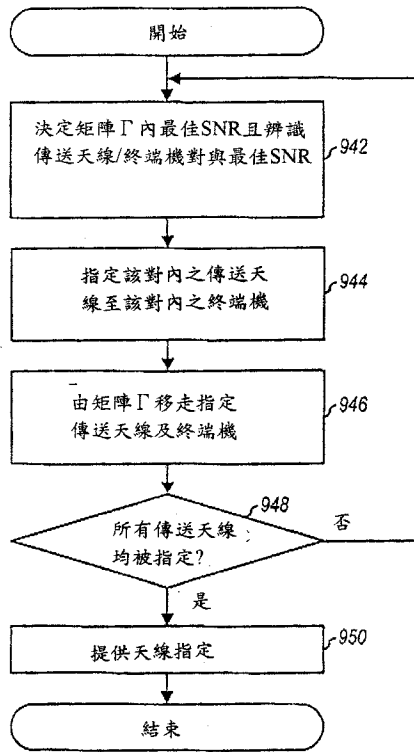 開始
決定矩陣Γ內最佳SNR且辨識
傳送天線/終端機對與最佳SNR
942
指定該對內之傳送天
線至該對內之終端機
944
由矩陣Γ移走指定
傳送天線及終端機
946
948
所有傳送天線
均被指定?
否
是
提供天線指定
950
結束